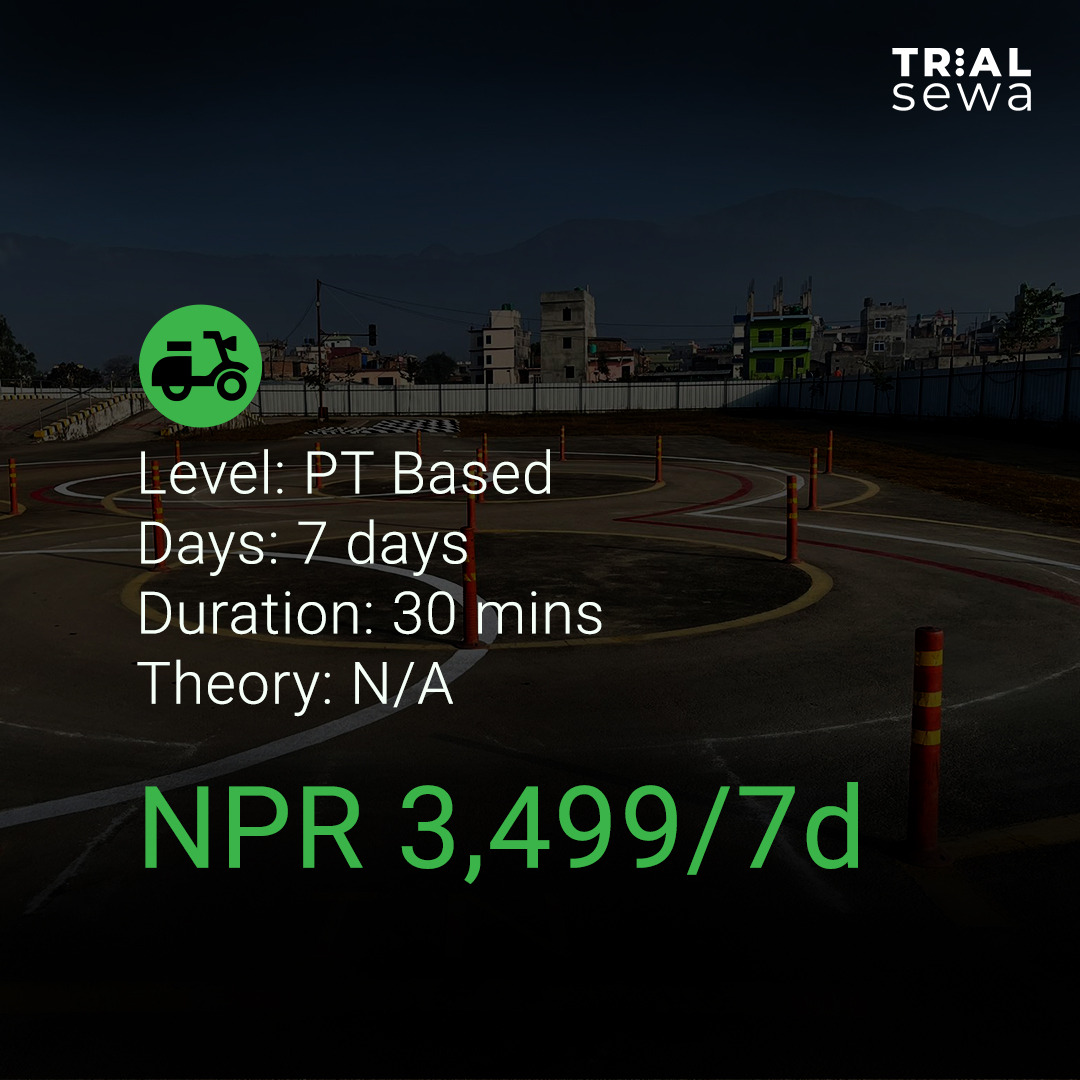 TRIAL
sewa
Level: PT Based
Days: 7 days
Duration: 30 mins
Theory: N/A
NPR 3,499/7d